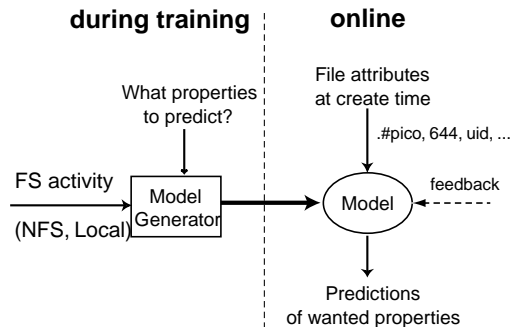 during training
online
What properties
to predict?
File attributes
at create time
.#pico, 644, uid, ...
FS activity
(NFS, Local)
Model
Generator
Model
feedback
Predictions
of wanted properties